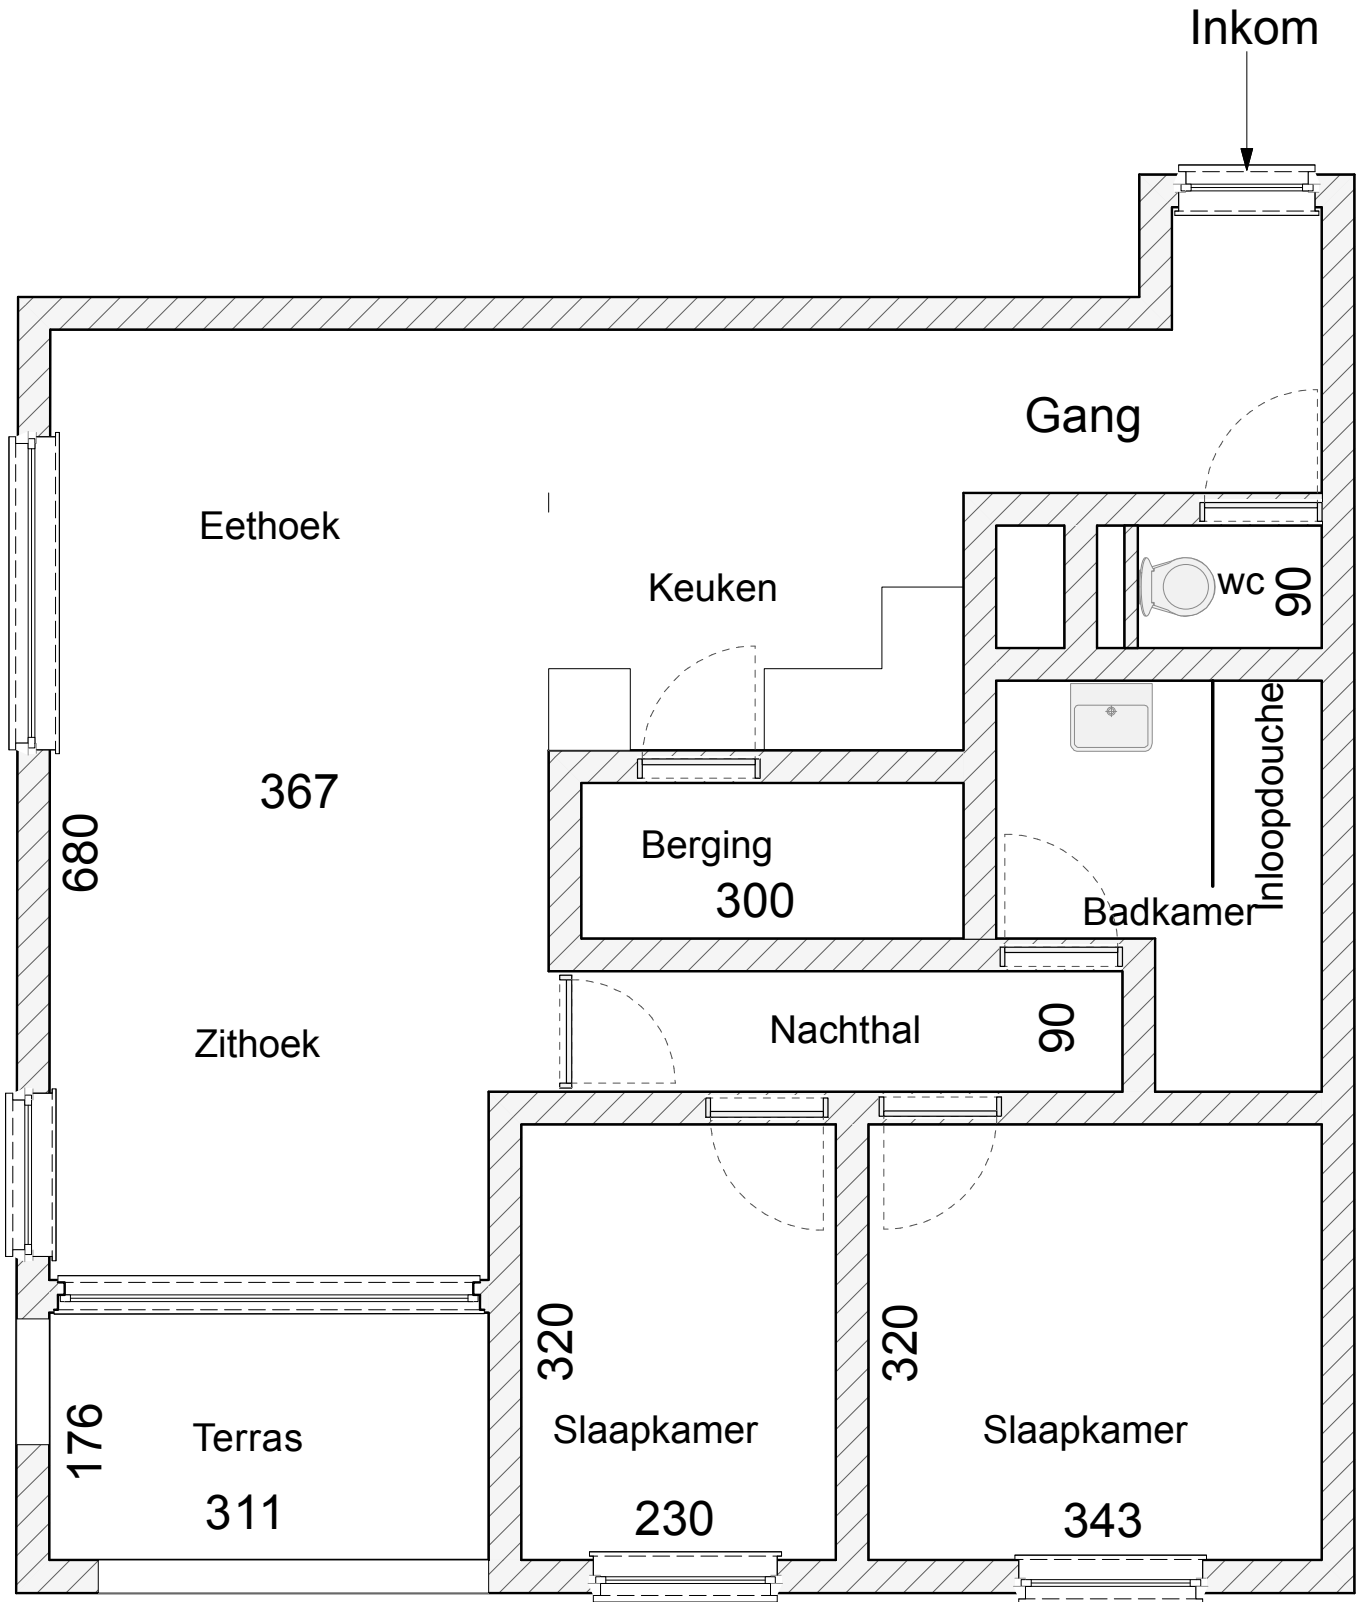 Inkom
Gang
Eethoek
Keuken
wc
90
367
680
Berging
300
Inloopdouche
Badkamer
Zithoek
Nachthal
90
320
320
176
Terras
311
Slaapkamer
230
Slaapkamer
343